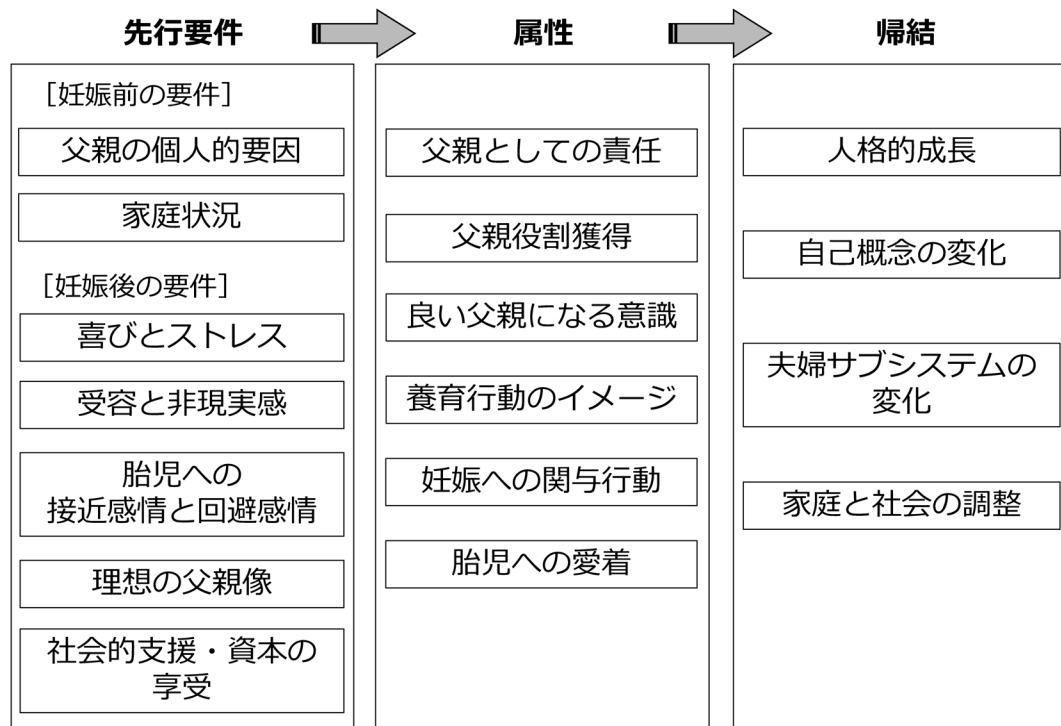 先行要件
属性
帰結
［妊娠前の要件］
父親の個人的要因
家庭状況
［妊娠後の要件］
喜びとストレス
受容と非現実感
胎児への
接近感情と回避感情
理想の父親像
社会的支援・資本の
享受
父親としての責任
父親役割獲得
良い父親になる意識
養育行動のイメージ
妊娠への関与行動
胎児への愛着
人格的成長
自己概念の変化
夫婦サブシステムの
変化
家庭と社会の調整